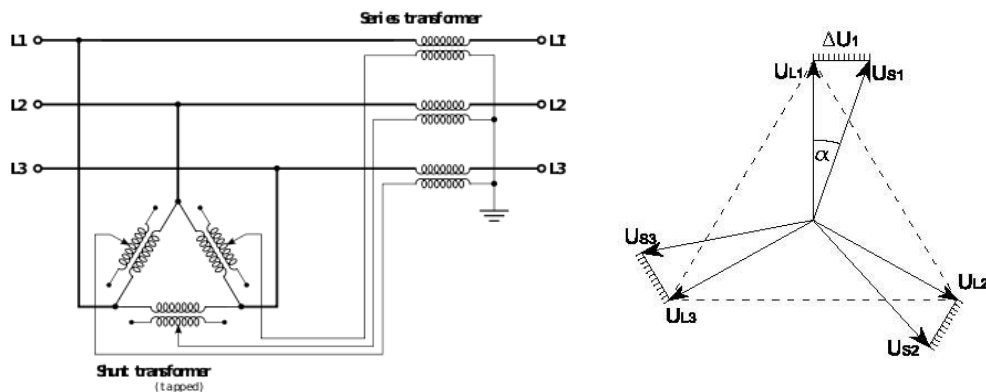 Series transformer
L1 L1'
L2 L2
L3 L3
Shunt transformer
(tapped)
ΔU1
UL1 US1
α
US3
UL3
UL2
US2